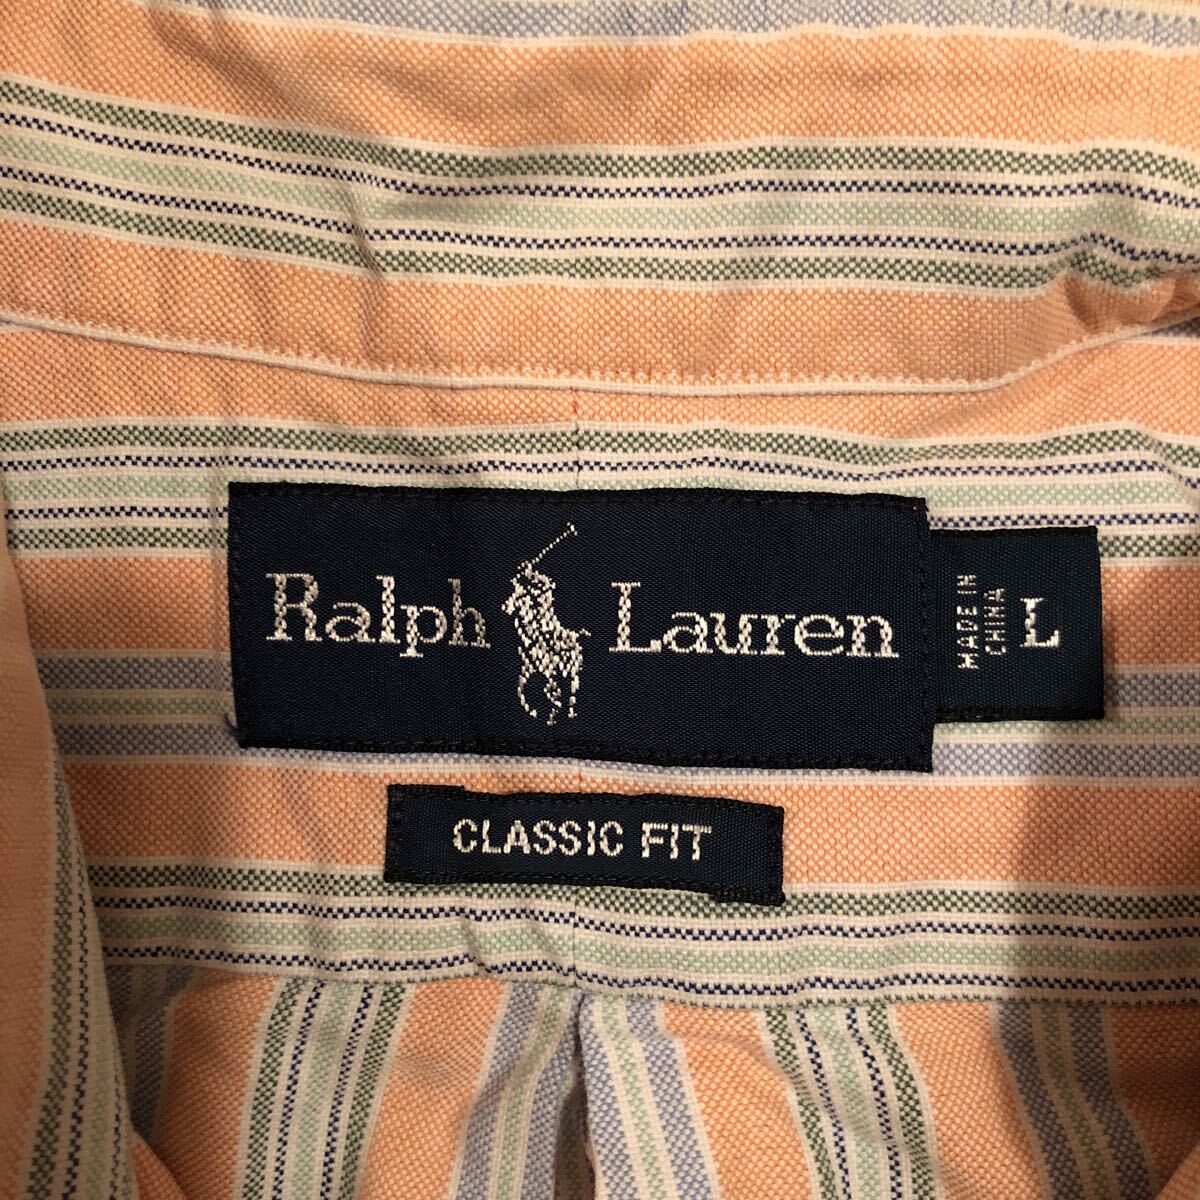 Ralph Lauren
MADE IN
CHINA
L
CLASSIC FIT